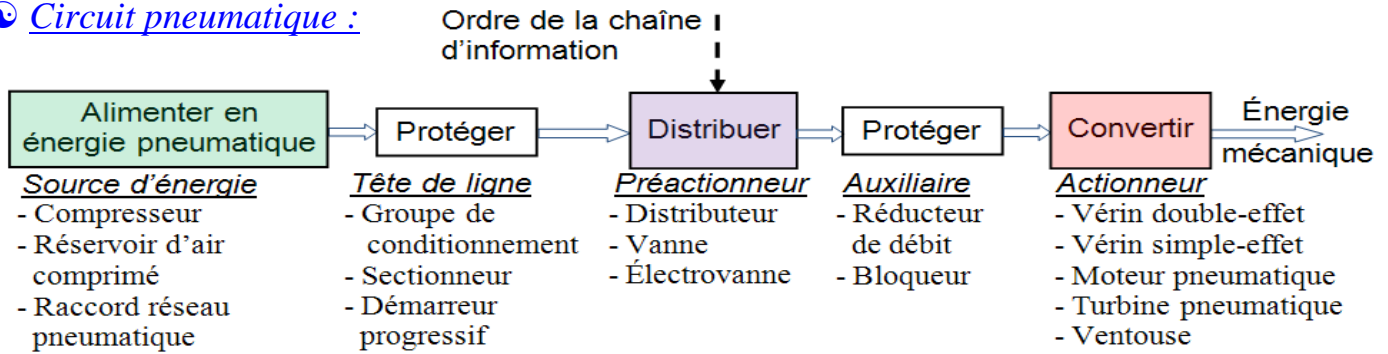 ☯ Circuit pneumatique :
Ordre de la chaîne
d’information
Alimenter en
énergie pneumatique
Protéger
Distribuer
Protéger
Convertir
Énergie
mécanique
Source d’énergie
- Compresseur
- Réservoir d’air
comprimé
- Raccord réseau
pneumatique
Tête de ligne
- Groupe de
conditionnement
- Sectionneur
- Démarreur
progressif
Préactionneur
- Distributeur
- Vanne
- Électrovanne
Auxiliaire
- Réducteur
de débit
- Bloqueur
Actionneur
- Vérin double-effet
- Vérin simple-effet
- Moteur pneumatique
- Turbine pneumatique
- Ventouse